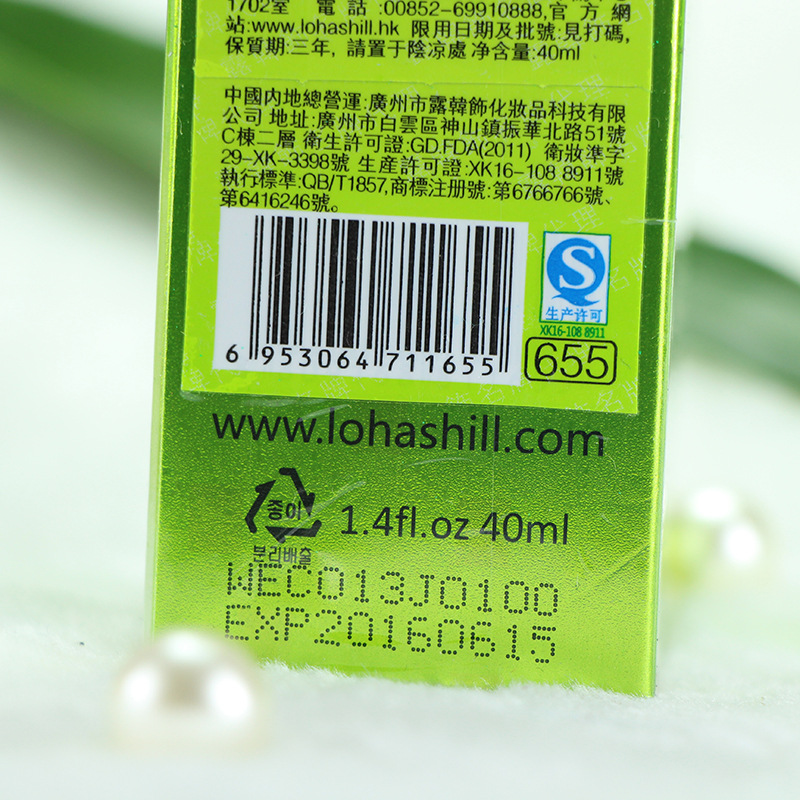 1702室 電話:00852-69910888,官方網
站:www.lohashill.hk 限用日期及批號:見打碼,
保質期:三年, 請置于陰凉處 净含量:40ml
中國内地總營運:廣州市露韓飾化妝品科技有限
公司 地址:廣州市白雲區神山鎮振華北路51號
C棟二層 衛生許可證:GD.FDA(2011) 衛妝準字
29-XK-3398號 生産許可證:XK16-108 8911號
執行標準:QB/T1857,商標注册號:第6766766號、
第6416246號。
S
生产许可
XK16-108 8911
6 953064 711655
655
www.lohashill.com
종이
분리배출
1.4fl.oz 40ml
WEC013J0100
EXP20160615